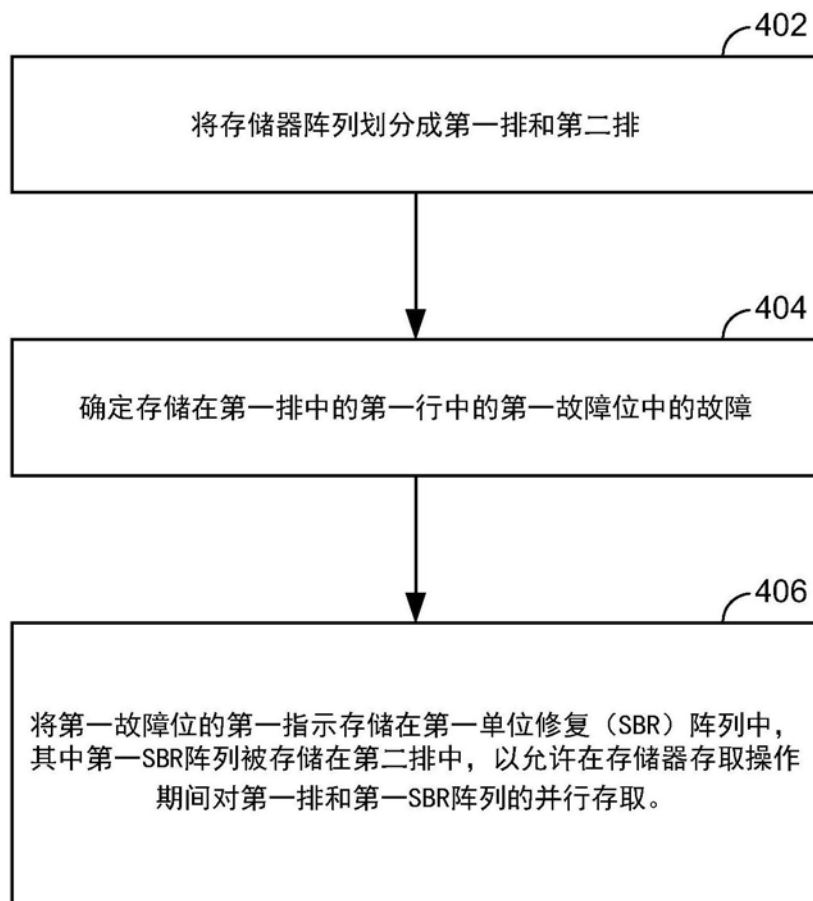 402
将存储器阵列划分成第一排和第二排
404
确定存储在第一排中的第一行中的第一故障位中的故障
406
将第一故障位的第一指示存储在第一单位修复（SBR）阵列中，
其中第一SBR阵列被存储在第二排中，以允许在存储器存取操作
期间对第一排和第一SBR阵列的并行存取。